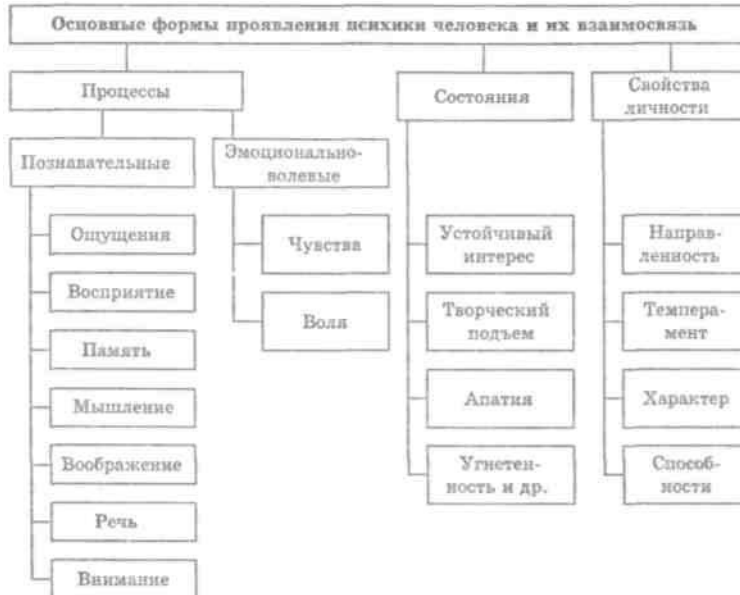 Основные формы проявления психики человека и их взаимосвязь
Процессы
Состояния
Свойства
личности
Познавательные
Эмоционально-
волевые
Ощущения
Восприятие
Память
Мышление
Воображение
Речь
Внимание
Чувства
Воля
Устойчивый
интерес
Творческий
подъем
Апатия
Угнетен-
ность и др.
Направ-
ленность
Темпера-
мент
Характер
Способ-
ности